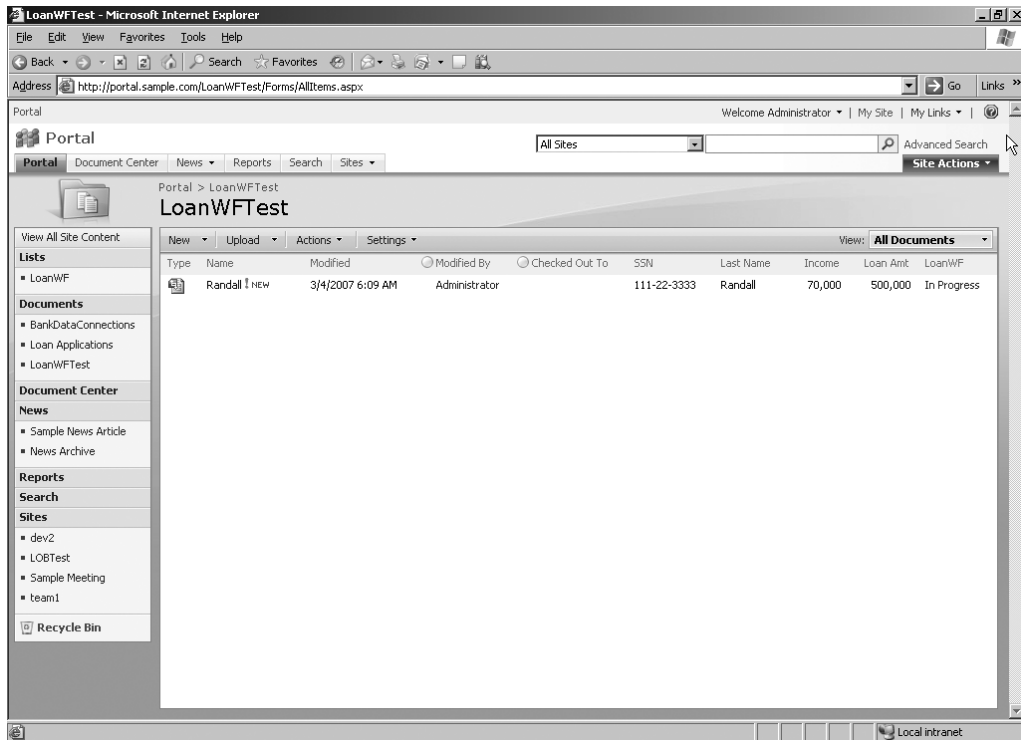 LoanWFTest - Microsoft Internet Explorer
File Edit View Favorites Tools Help
Back Search Favorites
Address http://portal.sample.com/LoanWFTest/Forms/AllItems.aspx Go Links »
Portal Welcome Administrator | My Site | My Links |
Portal All Sites Advanced Search
Portal Document Center News Reports Search Sites Site Actions
Portal > LoanWFTest
LoanWFTest
View All Site Content
Lists
LoanWF
Documents
BankDataConnections
Loan Applications
LoanWFTest
Document Center
News
Sample News Article
News Archive
Reports
Search
Sites
dev2
LOBTest
Sample Meeting
team1
Recycle Bin
New Upload Actions Settings View: All Documents
Type Name Modified Modified By Checked Out To SSN Last Name Income Loan Amt LoanWF
Randall ! NEW 3/4/2007 6:09 AM Administrator 111-22-3333 Randall 70,000 500,000 In Progress
Local intranet